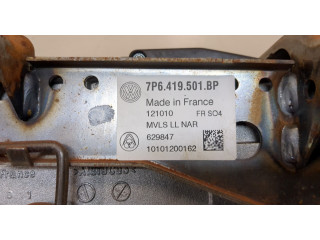 7P6.419.501.BP
Made in France
121010 FR SO4
MVLS LL NAR
629847
10101200162